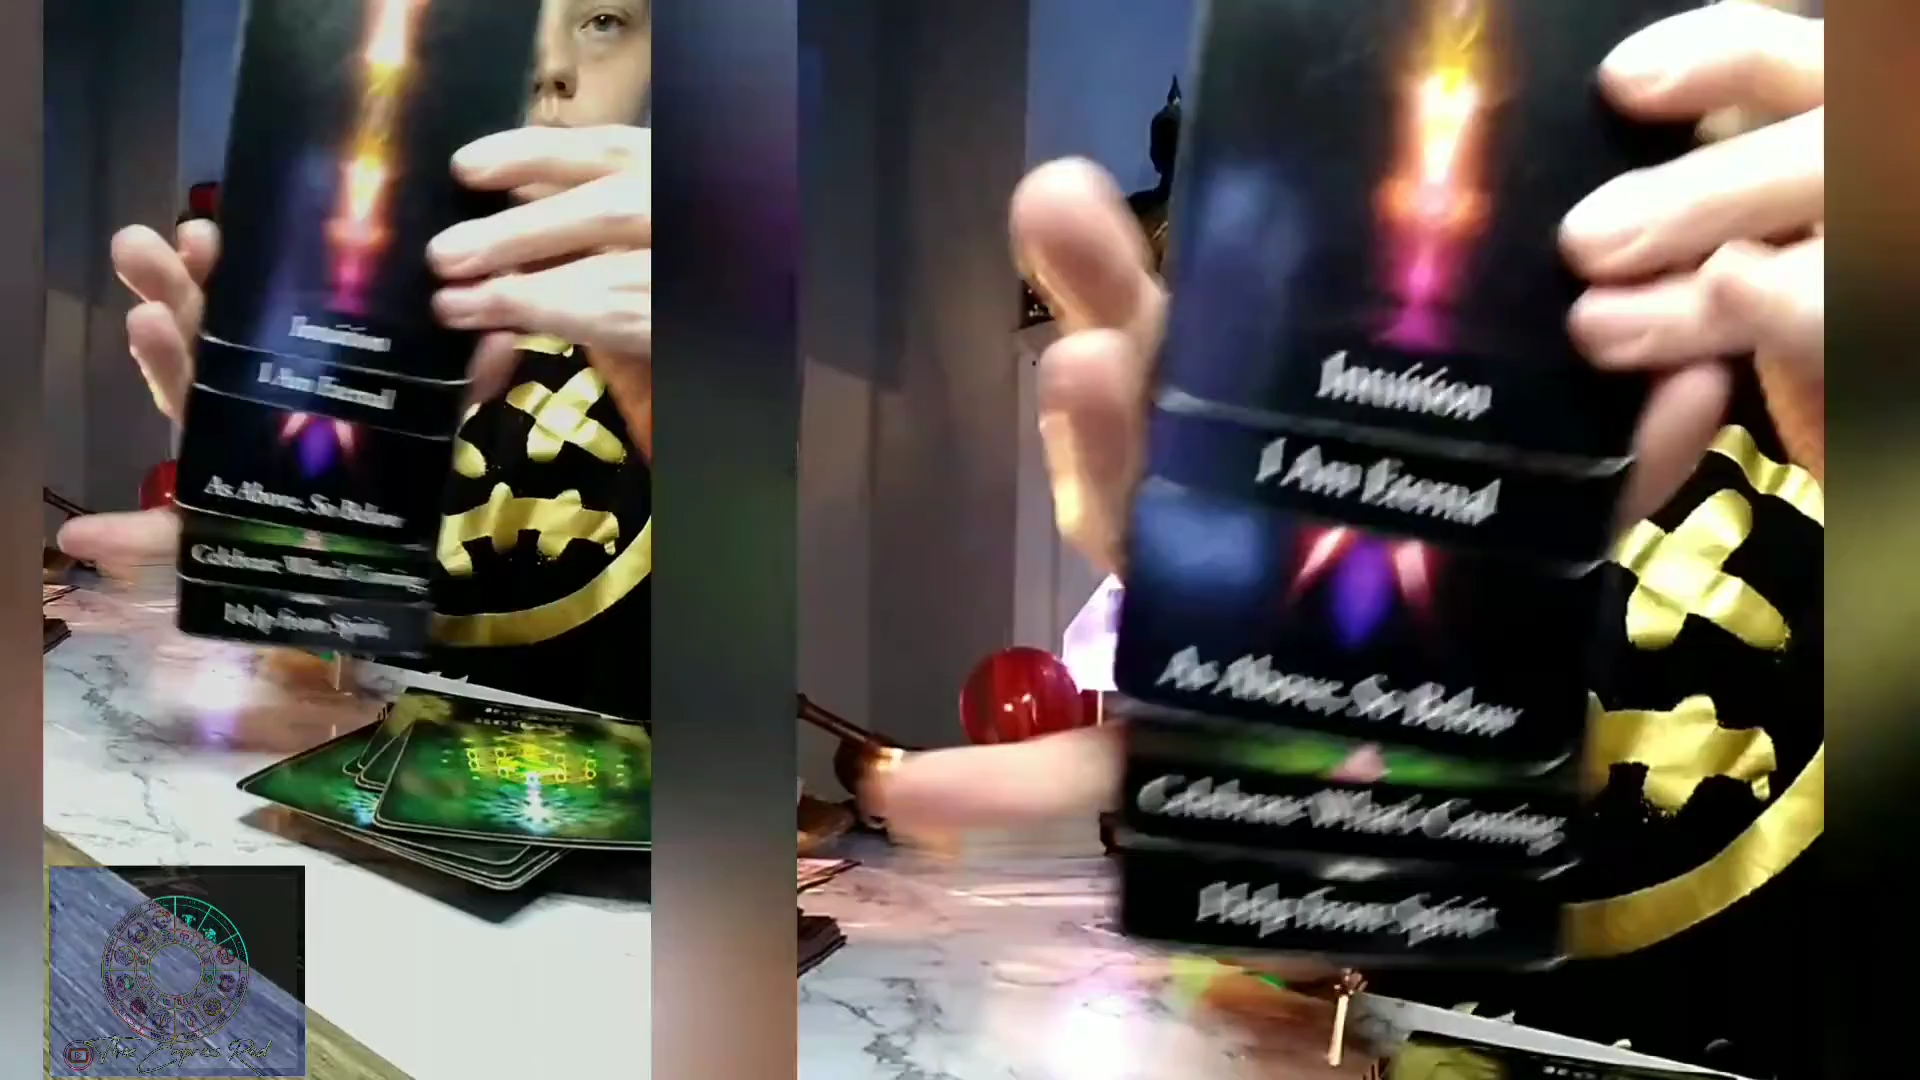 Intuition
I Am Eternal
As Above, So Below
Celebrate What's Coming
Help from Spirit
Intuition
I Am Eternal
As Above, So Below
Celebrate What's Coming
Help from Spirit